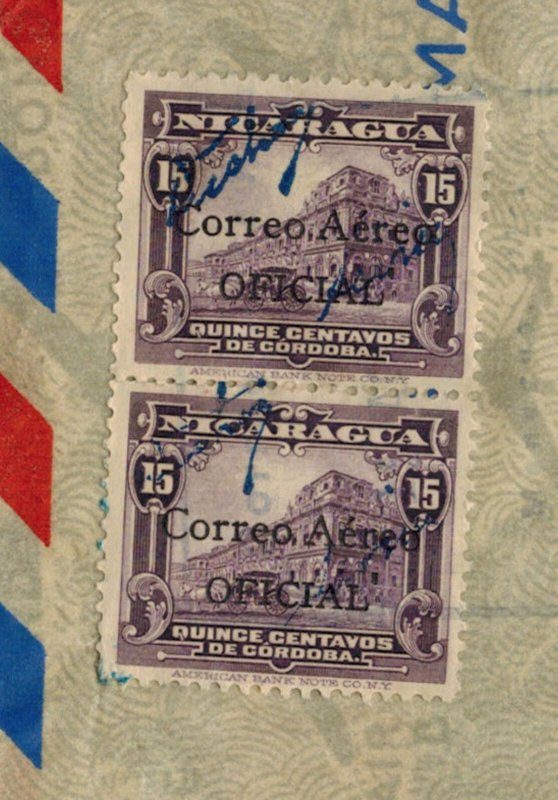 MA
NICARAGUA
15 15
Correo Aéreo
OFICIAL
QUINCE CENTAVOS
DE CÓRDOBA.
AMERICAN BANK NOTE CO. N.Y.
NICARAGUA
15 15
Correo Aéreo
OFICIAL
QUINCE CENTAVOS
DE CÓRDOBA.
AMERICAN BANK NOTE CO. N.Y.